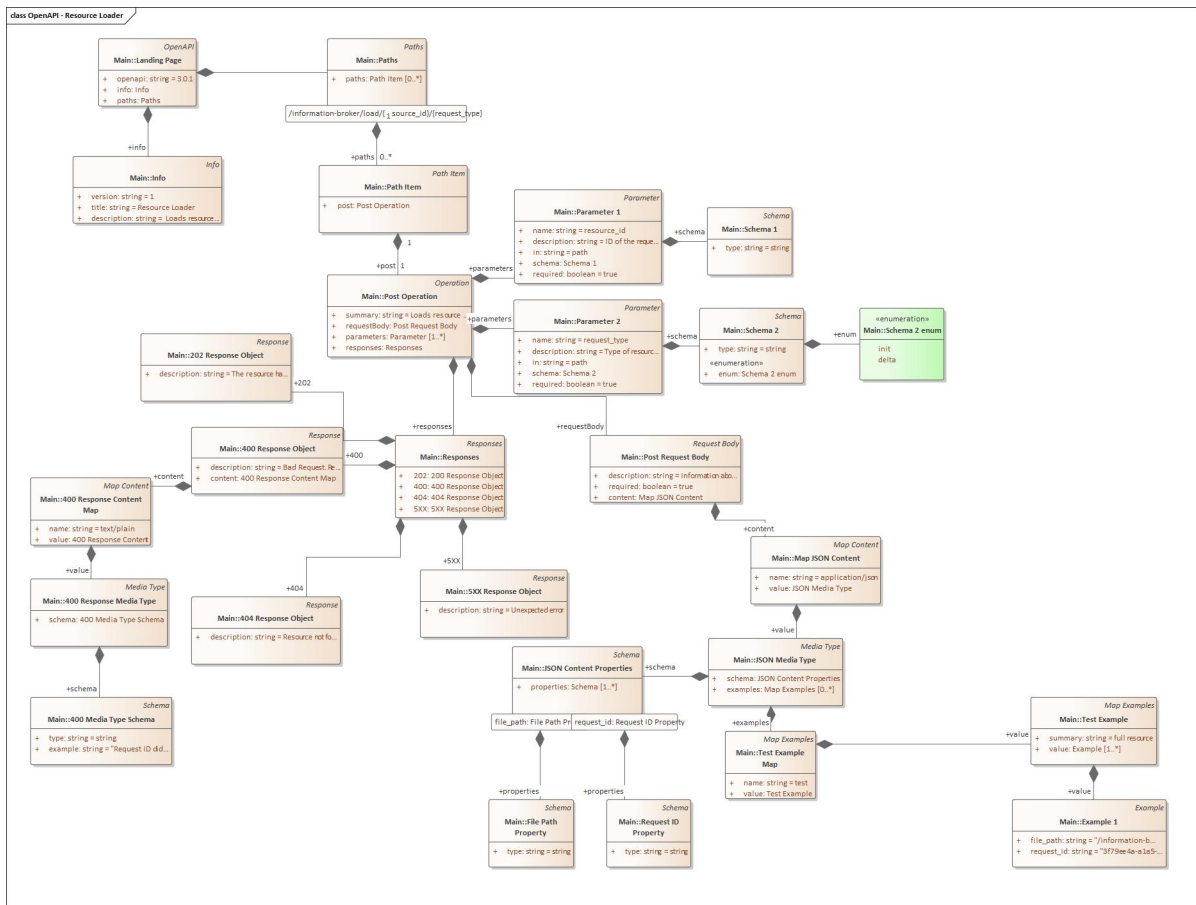 class OpenAPI - Resource Loader
OpenAPI
Main::Landing Page
+ openapi: string = 3.0.1
+ info: Info
+ paths: Paths
Paths
Main::Paths
+ paths: Path Item [0..*]
/information-broker/load/{ 1 source_id}/{request_type}
+info
+paths 0..*
Info
Main::Info
+ version: string = 1
+ title: string = Resource Loader
+ description: string = Loads resource ...
Path Item
Main::Path Item
+ post: Post Operation
1
+post 1
Parameter
Main::Parameter 1
+ name: string = resource_id
+ description: string = ID of the reque...
+ in: string = path
+ schema: Schema 1
+ required: boolean = true
+schema
Schema
Main::Schema 1
+ type: string = string
+parameters
Operation
Main::Post Operation
+ summary: string = Loads resource ...
+ requestBody: Post Request Body
+ parameters: Parameter [1..*]
+ responses: Responses
+parameters
Parameter
Main::Parameter 2
+ name: string = request_type
+ description: string = Type of resourc...
+ in: string = path
+ schema: Schema 2
+ required: boolean = true
+schema
Schema
Main::Schema 2
+ type: string = string
«enumeration»
+ enum: Schema 2 enum
+enum
«enumeration»
Main::Schema 2 enum
init
delta
Response
Main::202 Response Object
+ description: string = The resource ha...
+202
+responses
+requestBody
Response
Main::400 Response Object
+ description: string = Bad Request. Re...
+ content: 400 Response Content Map
+400
Responses
Main::Responses
+ 202: 200 Response Object
+ 400: 400 Response Object
+ 404: 404 Response Object
+ 5XX: 5XX Response Object
Request Body
Main::Post Request Body
+ description: string = Information abo...
+ required: boolean = true
+ content: Map JSON Content
+content
Map Content
Main::400 Response Content
Map
+ name: string = text/plain
+ value: 400 Response Content
+value
+content
Map Content
Main::Map JSON Content
+ name: string = application/json
+ value: JSON Media Type
+value
Media Type
Main::400 Response Media Type
+ schema: 400 Media Type Schema
+schema
+404
Response
Main::404 Response Object
+ description: string = Resource not fo...
+5XX
Response
Main::5XX Response Object
+ description: string = Unexpected error
Schema
Main::JSON Content Properties
+ properties: Schema [1..*]
file_path: File Path Pr
request_id: Request ID Property
+schema
Media Type
Main::JSON Media Type
+ schema: JSON Content Properties
+ examples: Map Examples [0..*]
+examples
Schema
Main::400 Media Type Schema
+ type: string = string
+ example: string = "Request ID did...
Map Examples
Main::Test Example
Map
+ name: string = test
+ value: Test Example
+value
Map Examples
Main::Test Example
+ summary: string = full resource
+ value: Example [1..*]
+value
+properties
Schema
Main::File Path
Property
+ type: string = string
+properties
Schema
Main::Request ID
Property
+ type: string = string
Example
Main::Example 1
+ file_path: string = "/information-b...
+ request_id: string = "3f79ee4a-a1a5-...